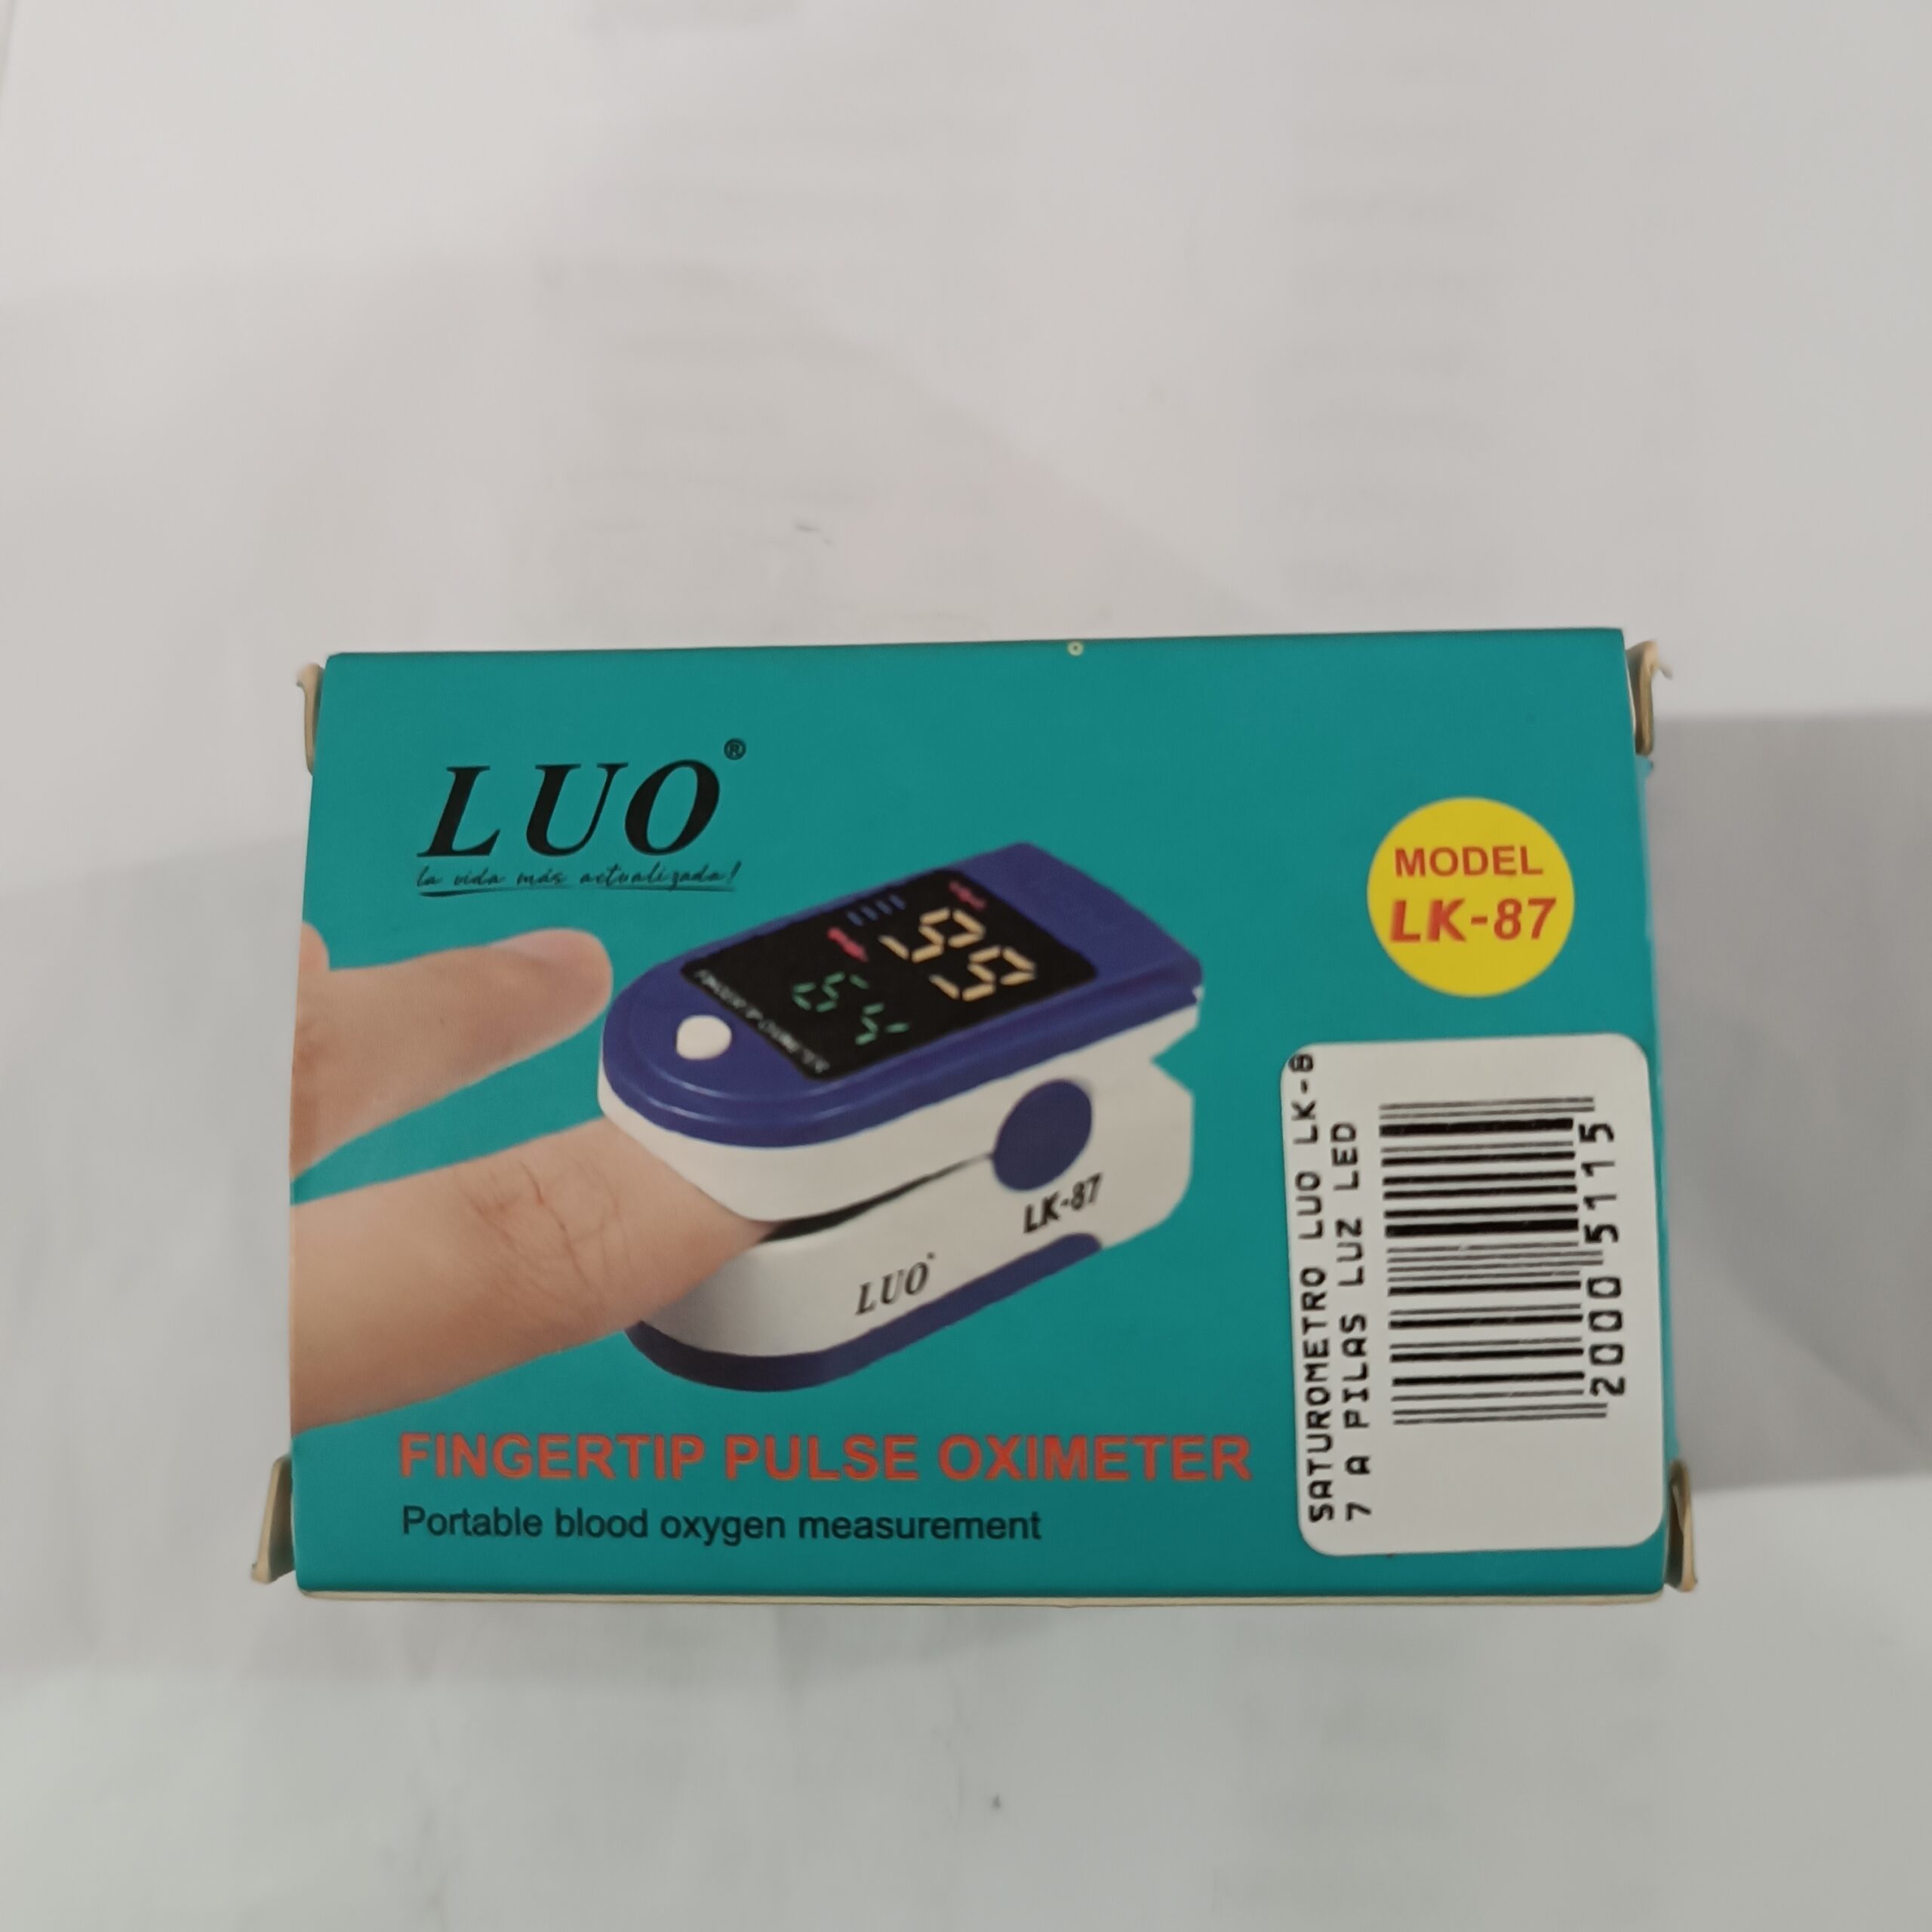 LUO®
la vida más actualizada!
MODEL
LK-87
99
LK-87
LUO
FINGERTIP PULSE OXIMETER
Portable blood oxygen measurement
SATUROMETRO LUO LK-8
7 A PILAS LUZ LED
2000 5115